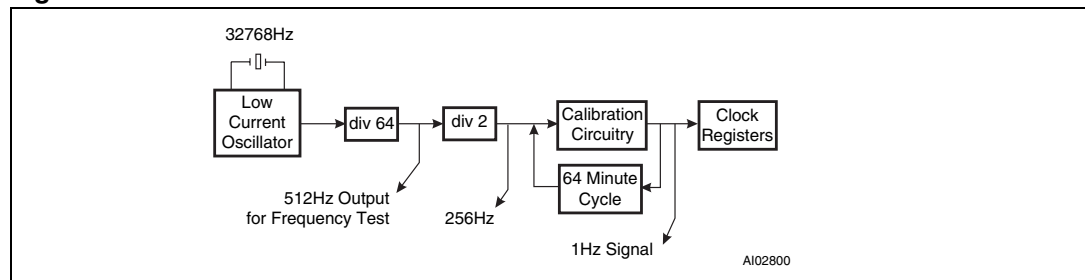 32768Hz
Low
Current
Oscillator
div 64
div 2
Calibration
Circuitry
Clock
Registers
64 Minute
Cycle
512Hz Output
for Frequency Test
256Hz
1Hz Signal
AI02800